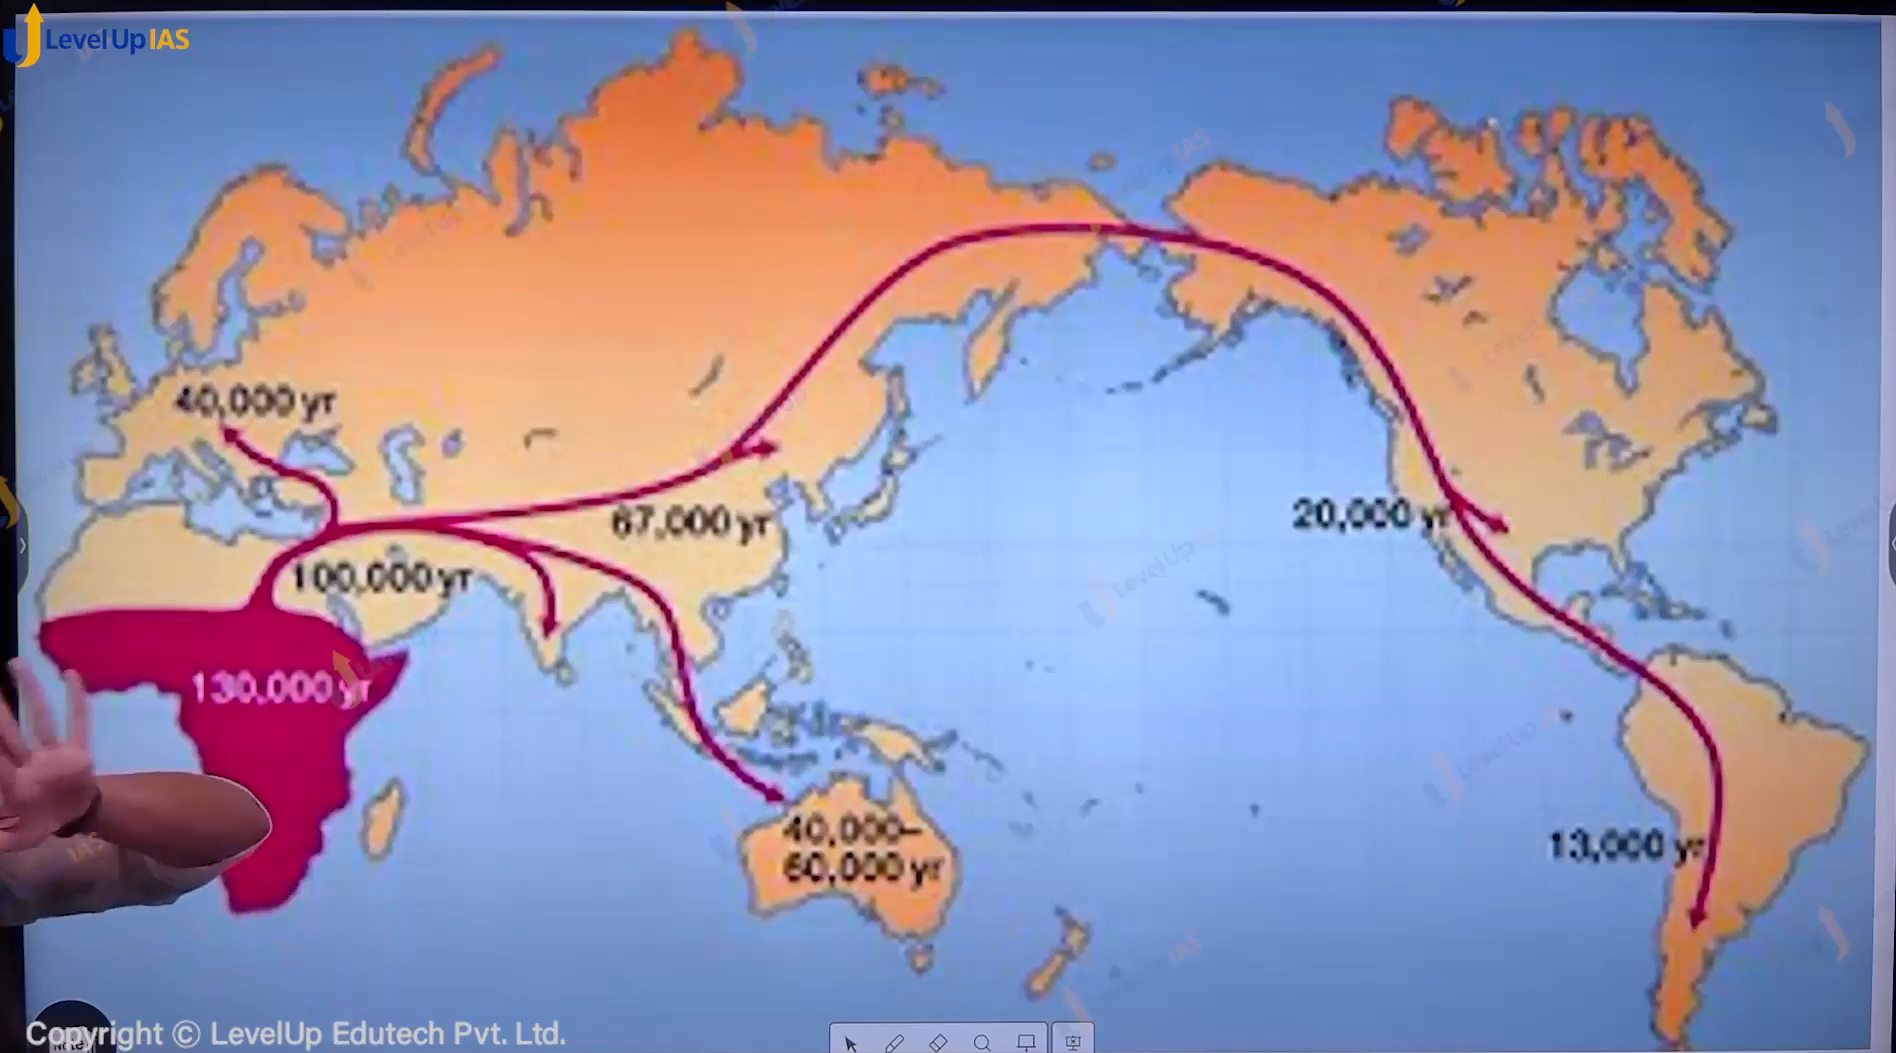 LevelUp IAS
40,000 yr
67,000 yr
100,000 yr
130,000 yr
20,000 yr
40,000–
60,000 yr
13,000 yr
Copyright © LevelUp Edutech Pvt. Ltd.